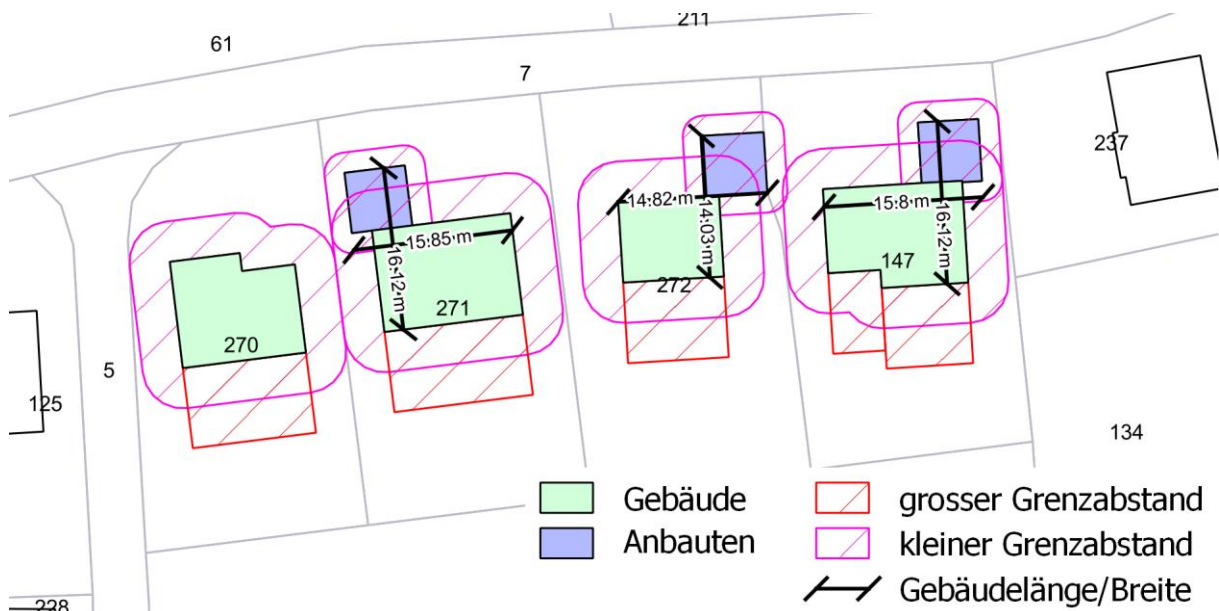 61
211
7
237
14.82 m
15.8 m
15.85 m
14.03 m
16.12 m
16.12 m
147
272
271
270
5
125
134
Gebäude
Anbauten
grosser Grenzabstand
kleiner Grenzabstand
Gebäudelänge/Breite
228